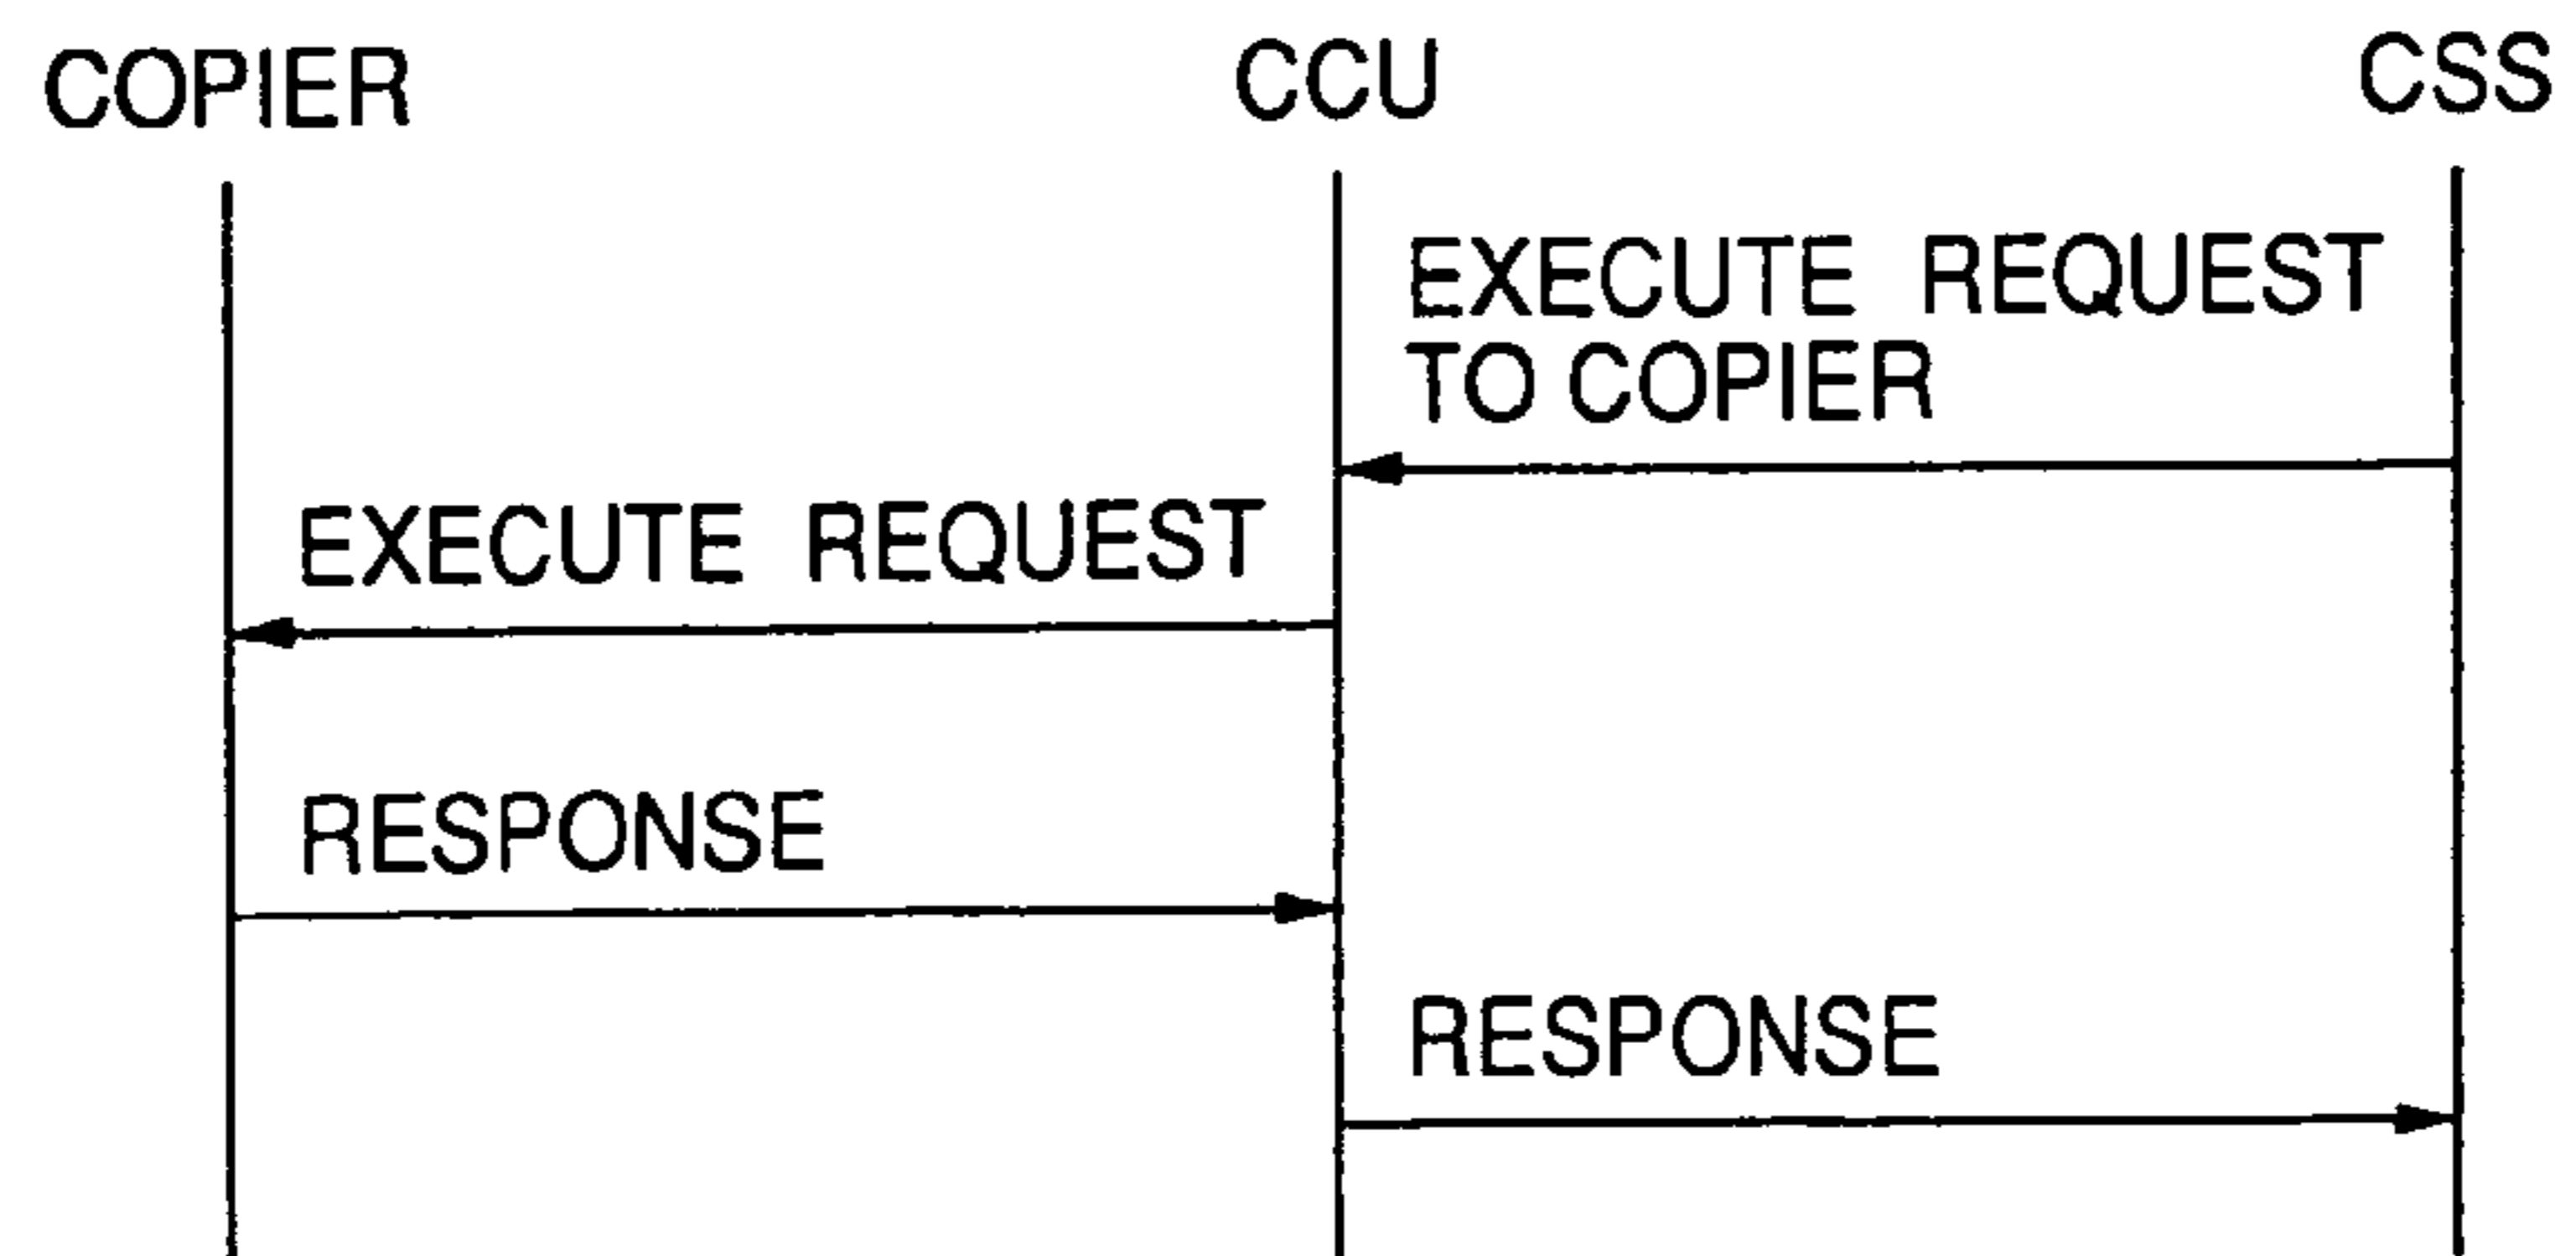 COPIER CCU CSS
EXECUTE REQUEST
TO COPIER
EXECUTE REQUEST
RESPONSE
RESPONSE